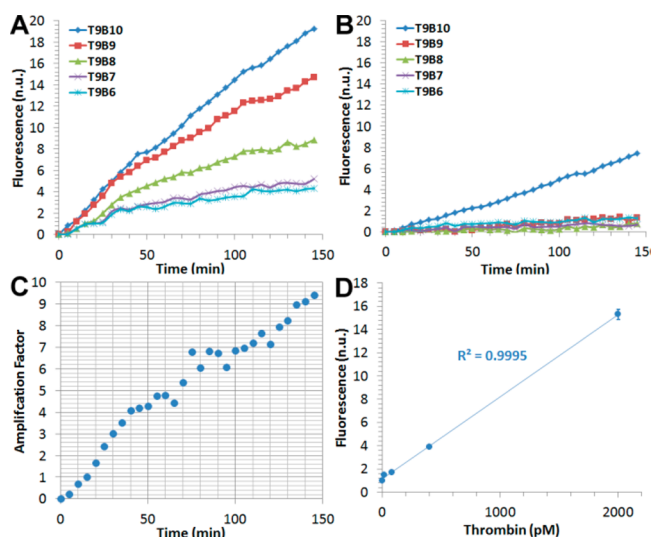 A
T9B10
T9B9
T9B8
T9B7
T9B6
Fluorescence (n.u.)
20
18
16
14
12
10
8
6
4
2
0
0
50
100
150
Time (min)
B
T9B10
T9B9
T9B8
T9B7
T9B6
Fluorescence (n.u.)
20
18
16
14
12
10
8
6
4
2
0
0
50
100
150
Time (min)
C
Amplifcation Factor
10
9
8
7
6
5
4
3
2
1
0
0
50
100
150
Time (min)
D
Fluorescence (n.u.)
18
16
14
12
10
8
6
4
2
0
R² = 0.9995
0
1000
2000
Thrombin (pM)